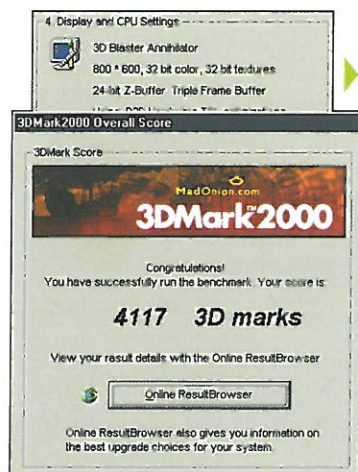 4. Display and CPU Settings
3D Blaster Annihilator
800 * 600, 32 bit color, 32 bit textures
24-bit Z-Buffer Triple Frame Buffer
3DMark2000 Overall Score
3DMark Score
MadOnion.com
3DMark™2000
Congratulations!
You have successfully run the benchmark. Your score is:
4117 3D marks
View your result details with the Online ResultBrowser
Online ResultBrowser
Online ResultBrowser also gives you information on
the best upgrade choices for your system.